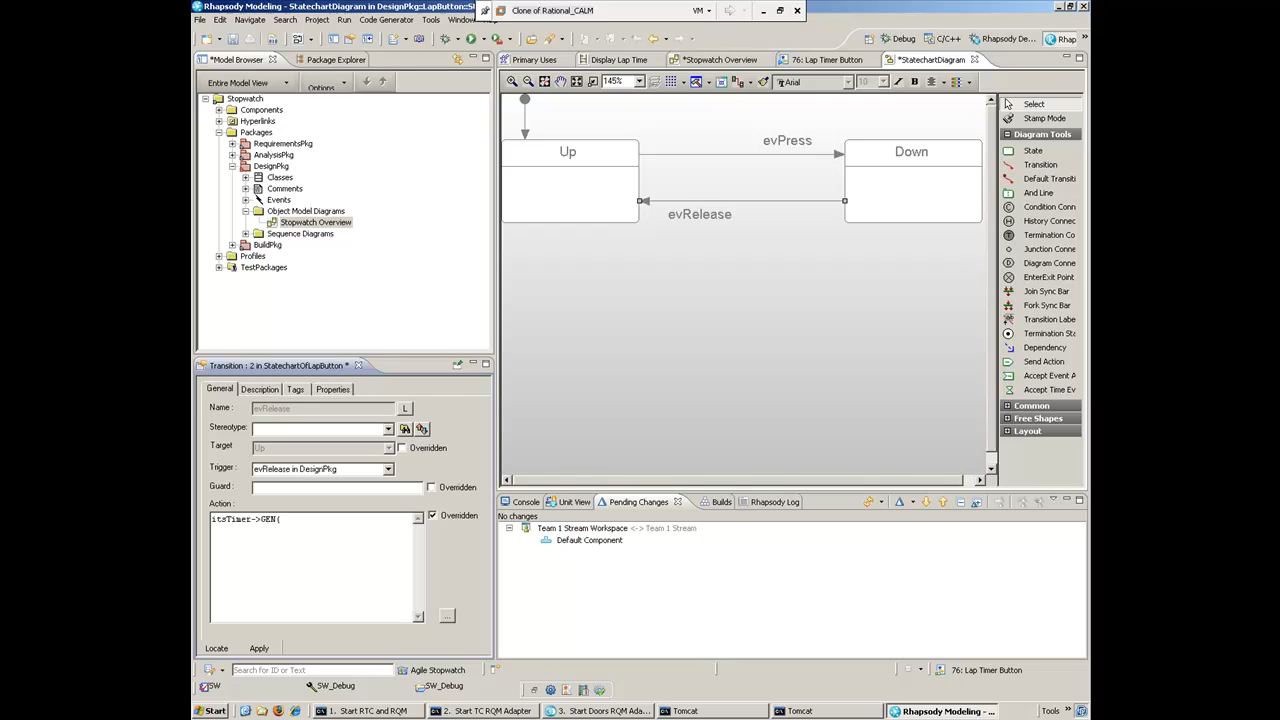 Rhapsody Modeling - StatechartDiagram in DesignPkg::LapButton::St
Clone of Rational_CALM
VM
File Edit Navigate Search Project Run Code Generator Tools Window
Debug
C/C++
Rhapsody De...
Rhap
*Model Browser
Package Explorer
Primary Uses
Display Lap Time
*Stopwatch Overview
76: Lap Timer Button
*StatechartDiagram
Entire Model View
Options
145%
Arial
10
B
Stopwatch
Components
Hyperlinks
Packages
RequirementsPkg
AnalysisPkg
DesignPkg
Classes
Comments
Events
Object Model Diagrams
Stopwatch Overview
Sequence Diagrams
BuildPkg
Profiles
TestPackages
Up
evPress
Down
evRelease
Select
Stamp Mode
Diagram Tools
State
Transition
Default Transiti
And Line
Condition Conn
History Connec
Termination Co
Junction Conne
Diagram Conne
EnterExit Point
Join Sync Bar
Fork Sync Bar
Transition Labe
Termination Sta
Dependency
Send Action
Accept Event A
Accept Time Ev
Common
Free Shapes
Layout
Transition : 2 in StatechartOfLapButton *
General Description Tags Properties
Name : evRelease L
Stereotype:
Target Up Overridden
Trigger : evRelease in DesignPkg
Guard : Overridden
Action :
itsTimer->GEN(
Overridden
...
Locate Apply
Console
Unit View
Pending Changes
Builds
Rhapsody Log
No changes
Team 1 Stream Workspace <-> Team 1 Stream
Default Component
Search for ID or Text
Agile Stopwatch
76: Lap Timer Button
SW
SW_Debug
SW_Debug
Start
1. Start RTC and RQM
2. Start TC RQM Adapter
3. Start Doors RQM Ada...
Tomcat
Tomcat
Rhapsody Modeling - ...
Tools